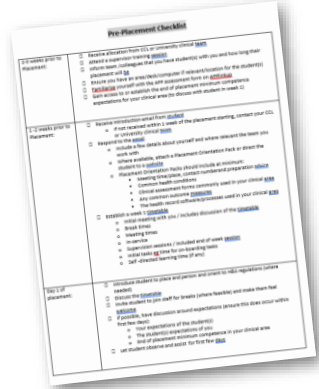 Pre-Placement Checklist
2-3 weeks prior to
Placement:
Receive allocation from CCL or University clinical team
Attend a supervision training session
Inform team /colleagues that you have student(s) with you and how long their
placement will be
Ensure you have an area/desk/computer if relevant/location for the student(s)
Familiarise yourself with the APP assessment form on APPlinkup
Gain access to or establish the end of placement minimum competence
expectations for your clinical area (to discuss with student in week 1)
1-2 weeks prior to
Placement:
Receive introduction email from student
If not received within 1 week of the placement starting, contact your CCL
or University clinical team
Respond to the email
Include a few details about yourself and where relevant the team you
work with
Where available, attach a Placement Orientation Pack or direct the
student to a website
Placement Orientation Packs should include at minimum:
Meeting time/place, contact number and preparation advice
Common health conditions
Clinical assessment forms commonly used in your clinical area
Any common outcome measures
The health record software/processes used in your clinical area
Establish a week 1 timetable
Initial meeting with you / includes discussion of the timetable
Break times
Meeting times
In-service
Supervision sessions / included end of week session
Initial tasks eg time for on-boarding tasks
Self-directed learning time (if any)
Day 1 of
placement:
Introduce student to place and person and orient to H&S regulations (where
needed)
Discuss the timetable
Invite student to join staff for breaks (where feasible) and make them feel
welcome
If possible, have discussion around expectations (ensure this does occur within
first few days):
Your expectations of the student(s)
The student(s) expectations of you
End of placement minimum competence in your clinical area
Let student observe and assist for first few days